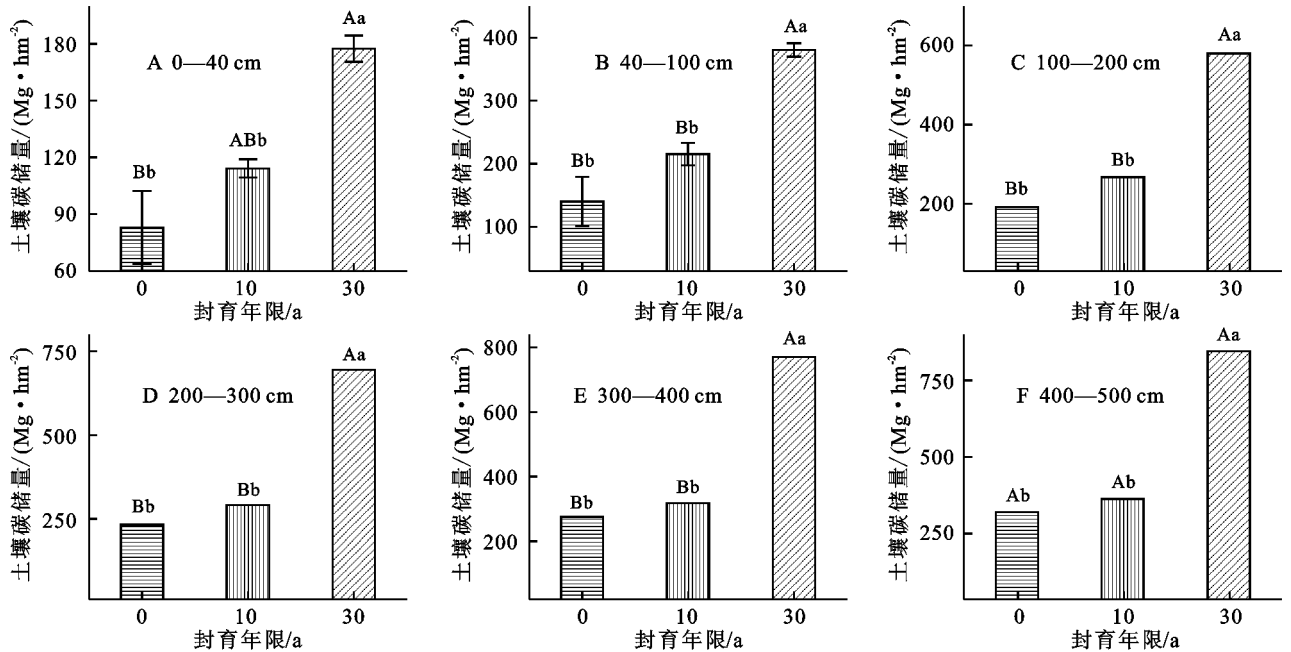 土壤碳储量/(Mg·hm⁻²)
180
150
120
90
60
A 0—40 cm
Bb
ABb
Aa
0 10 30
封育年限/a
土壤碳储量/(Mg·hm⁻²)
400
300
200
100
B 40—100 cm
Bb
Bb
Aa
0 10 30
封育年限/a
土壤碳储量/(Mg·hm⁻²)
600
400
200
C 100—200 cm
Bb
Bb
Aa
0 10 30
封育年限/a
土壤碳储量/(Mg·hm⁻²)
750
500
250
D 200—300 cm
Bb
Bb
Aa
0 10 30
封育年限/a
土壤碳储量/(Mg·hm⁻²)
800
600
400
200
E 300—400 cm
Bb
Bb
Aa
0 10 30
封育年限/a
土壤碳储量/(Mg·hm⁻²)
750
500
250
F 400—500 cm
Ab
Ab
Aa
0 10 30
封育年限/a